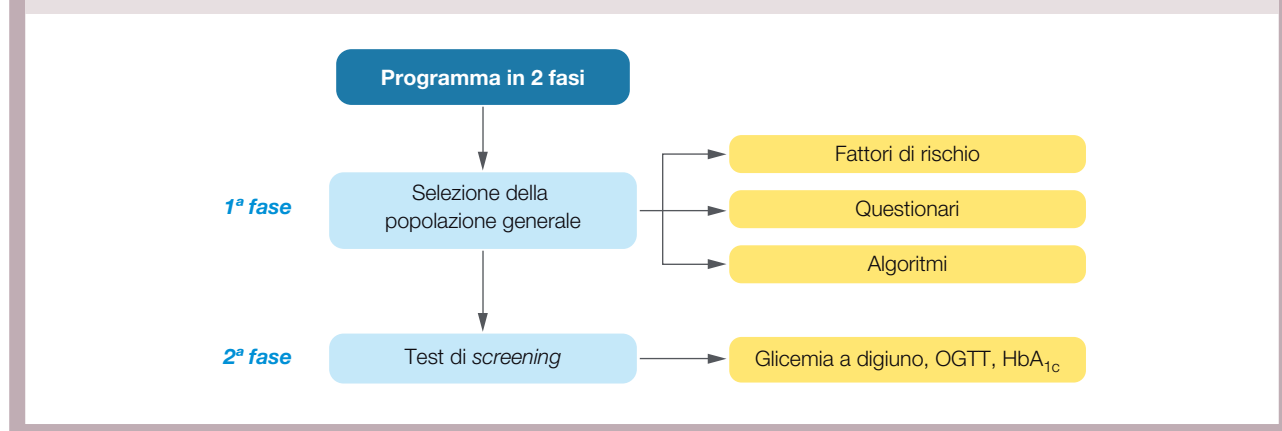 Programma in 2 fasi
Fattori di rischio
1ª fase
Selezione della
popolazione generale
Questionari
Algoritmi
2ª fase
Test di screening
Glicemia a digiuno, OGTT, HbA1c